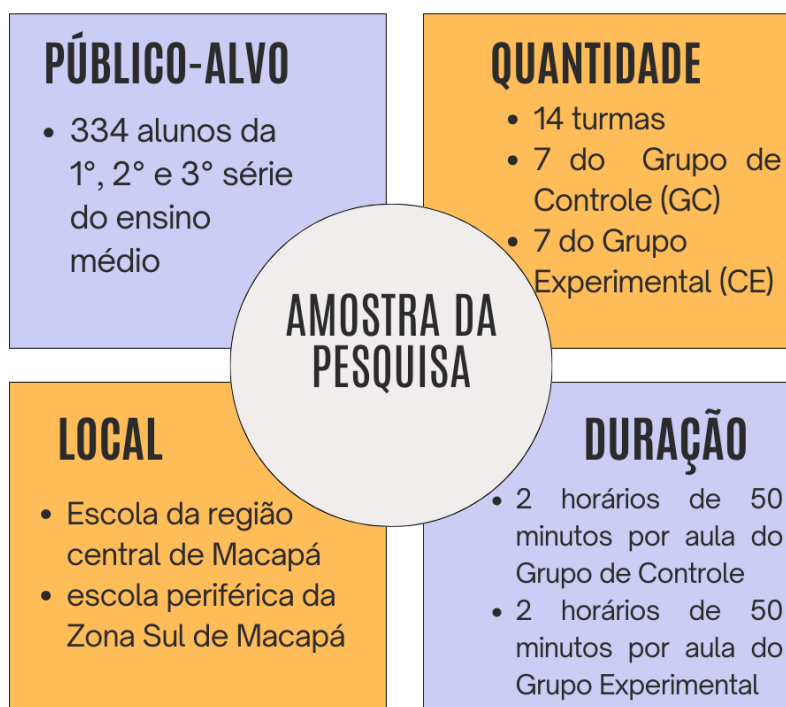 PÚBLICO-ALVO
• 334 alunos da
1°, 2° e 3° série
do ensino
médio
QUANTIDADE
• 14 turmas
• 7 do Grupo de
Controle (GC)
• 7 do Grupo
Experimental (CE)
AMOSTRA DA
PESQUISA
LOCAL
• Escola da região
central de Macapá
• escola periférica da
Zona Sul de Macapá
DURAÇÃO
• 2 horários de 50
minutos por aula do
Grupo de Controle
• 2 horários de 50
minutos por aula do
Grupo Experimental